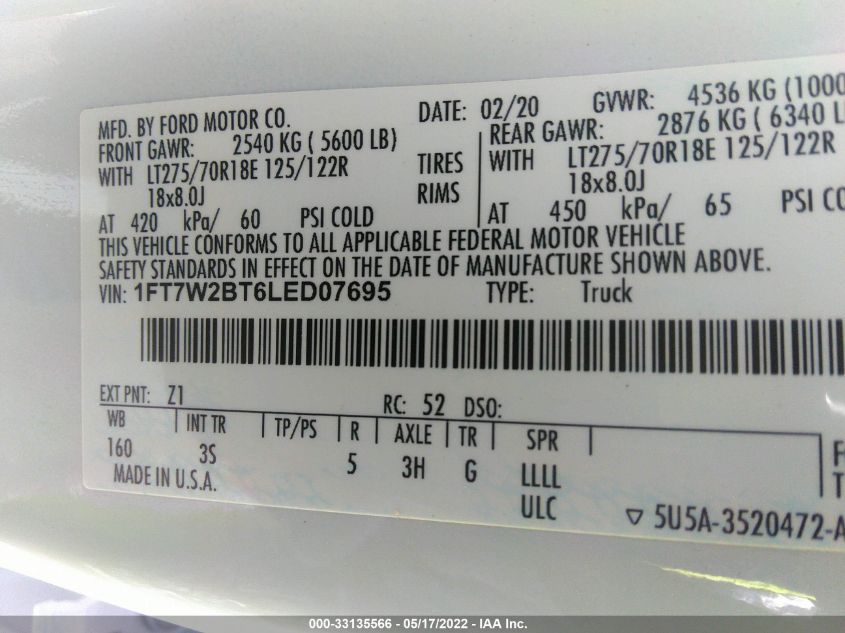 MFD. BY FORD MOTOR CO. DATE: 02/20 GVWR: 4536 KG (1000
FRONT GAWR: 2540 KG ( 5600 LB) REAR GAWR: 2876 KG ( 6340 L
WITH LT275/70R18E 125/122R TIRES WITH LT275/70R18E 125/122R
18x8.0J RIMS 18x8.0J
AT 420 kPa/ 60 PSI COLD AT 450 kPa/ 65 PSI CO
THIS VEHICLE CONFORMS TO ALL APPLICABLE FEDERAL MOTOR VEHICLE
SAFETY STANDARDS IN EFFECT ON THE DATE OF MANUFACTURE SHOWN ABOVE.
VIN: 1FT7W2BT6LED07695 TYPE: Truck
EXT PNT: Z1 RC: 52 DSO:
WB INT TR TP/PS R AXLE TR SPR
160 3S 5 3H G LLLL
MADE IN U.S.A. ULC
5U5A-3520472-A
000-33135566 - 05/17/2022 - IAA Inc.